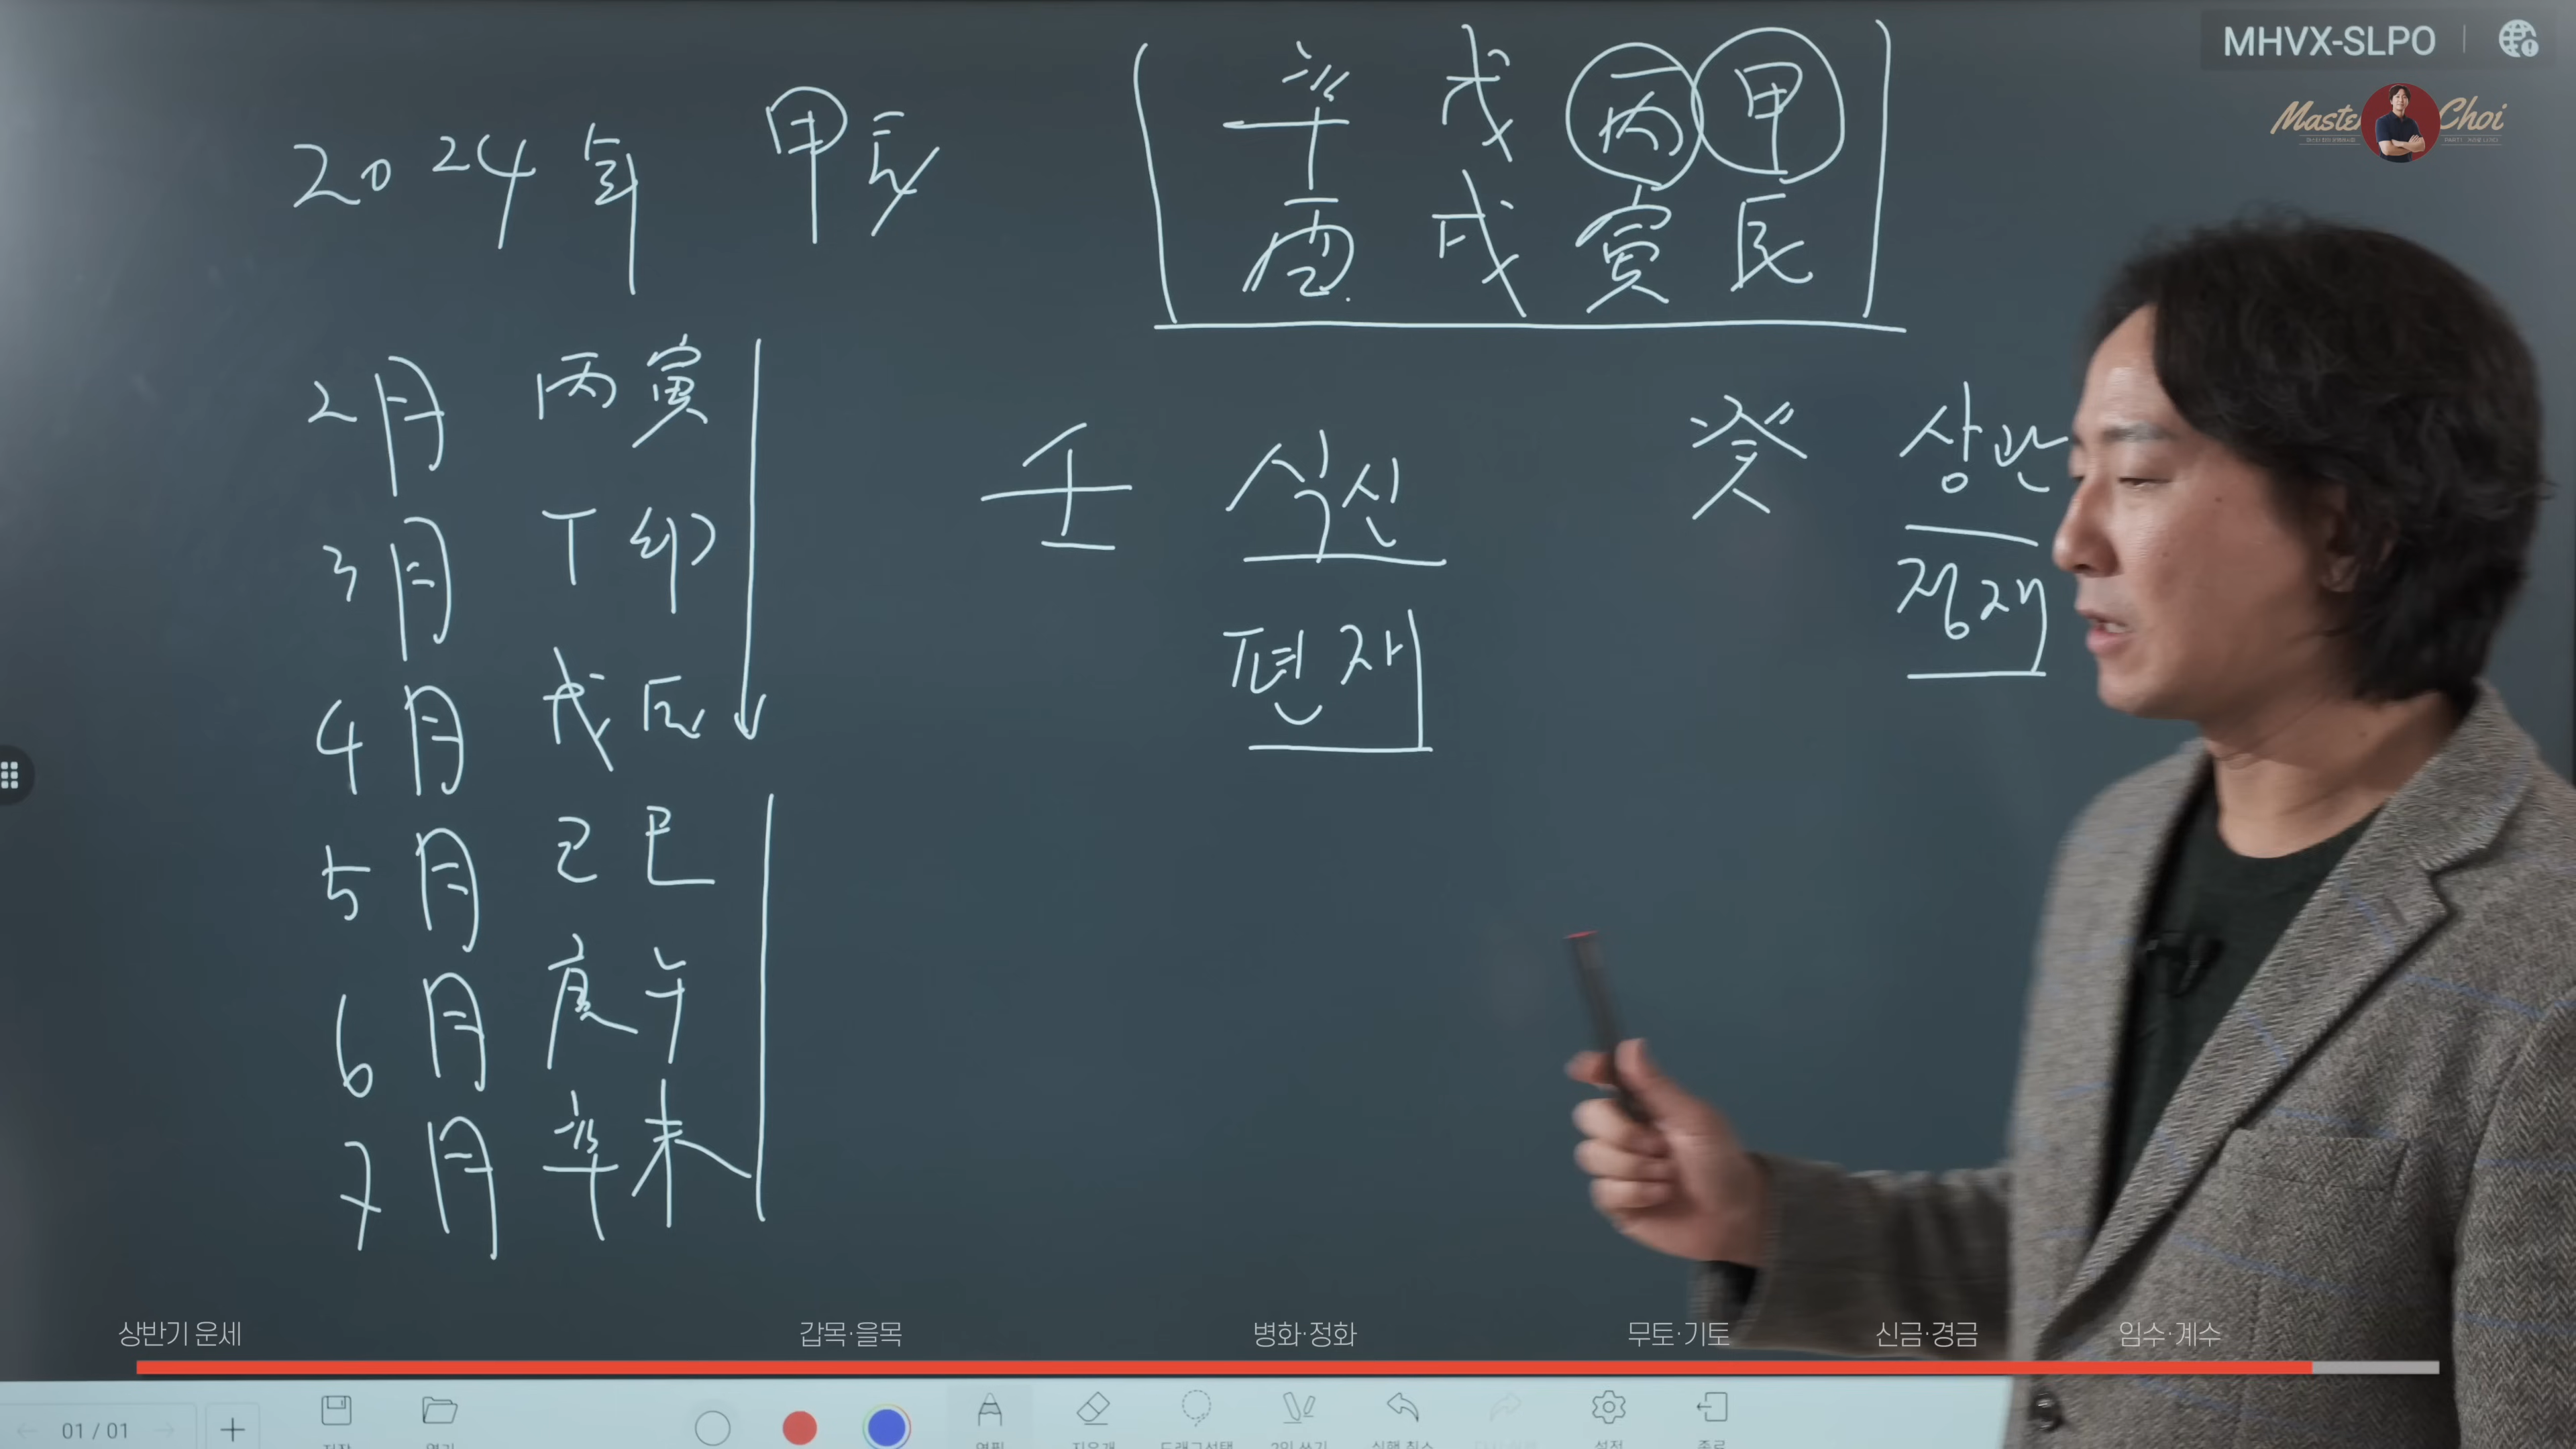 MHVX-SLPO
Master Choi
2024年 甲辰
辛 戊 丙 甲
酉 戌 寅 辰
2月 丙寅
3月 丁卯
4月 戊辰
5月 己巳
6月 庚午
7月 辛未
壬 식신
편재
癸 상관
정재
상반기 운세 갑목·을목 병화·정화 무토·기토 신금·경금 임수·계수
01 / 01